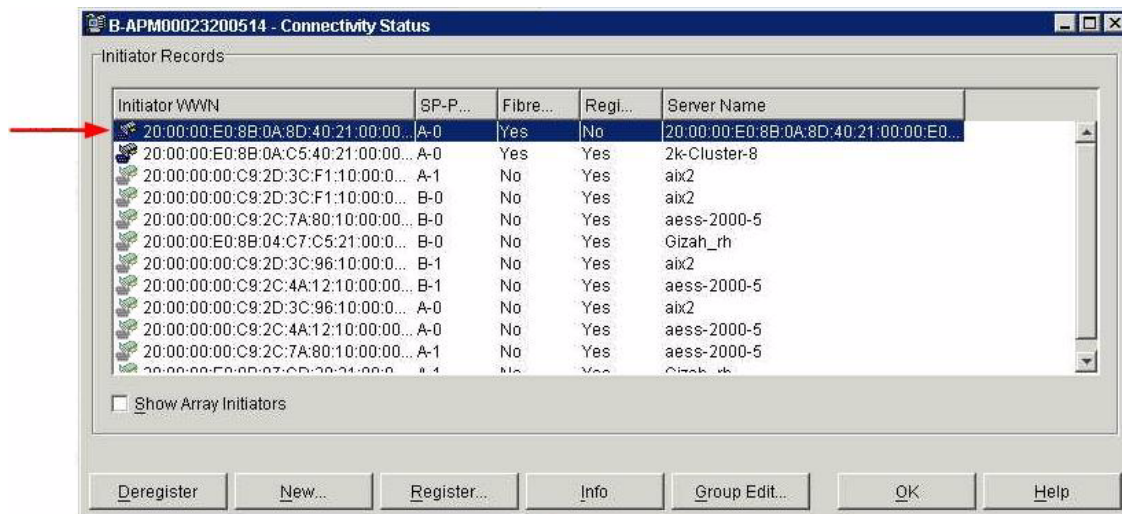 B-APM00023200514 - Connectivity Status
Initiator Records
Initiator WWN SP-P... Fibre... Regi... Server Name
20:00:00:E0:8B:0A:8D:40:21:00:00... A-0 Yes No 20:00:00:E0:8B:0A:8D:40:21:00:00:E0...
20:00:00:E0:8B:0A:C5:40:21:00:00... A-0 Yes Yes 2k-Cluster-8
20:00:00:00:C9:2D:3C:F1:10:00:0... A-1 No Yes aix2
20:00:00:00:C9:2D:3C:F1:10:00:0... B-0 No Yes aix2
20:00:00:00:C9:2C:7A:80:10:00:00... B-0 No Yes aess-2000-5
20:00:00:E0:8B:04:C7:C5:21:00:0... B-0 No Yes Gizah_rh
20:00:00:00:C9:2D:3C:96:10:00:0... B-1 No Yes aix2
20:00:00:00:C9:2C:4A:12:10:00:00... B-1 No Yes aess-2000-5
20:00:00:00:C9:2D:3C:96:10:00:0... A-0 No Yes aix2
20:00:00:00:C9:2C:4A:12:10:00:00... A-0 No Yes aess-2000-5
20:00:00:00:C9:2C:7A:80:10:00:00... A-1 No Yes aess-2000-5
Show Array Initiators
Deregister New... Register... Info Group Edit... OK Help